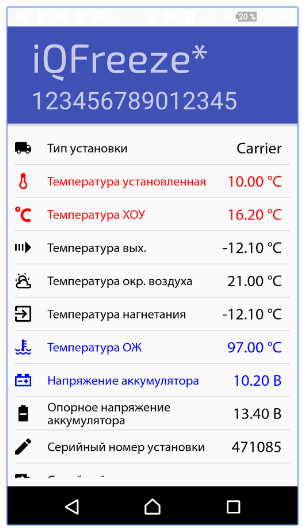 20 %
iQFreeze*
123456789012345
Тип установки Carrier
Температура установленная 10.00 °C
°C Температура ХОУ 16.20 °C
Температура вых. -12.10 °C
Температура окр. воздуха 21.00 °C
Температура нагнетания -12.10 °C
Температура ОЖ 97.00 °C
Напряжение аккумулятора 10.20 В
Опорное напряжение
аккумулятора 13.40 В
Серийный номер установки 471085